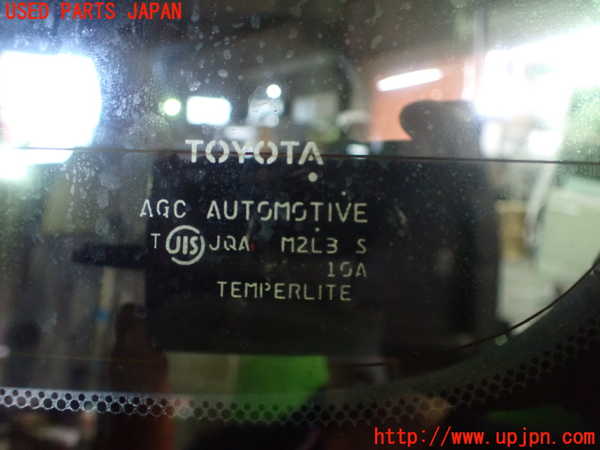 USED PARTS JAPAN
TOYOTA
AGC AUTOMOTIVE
T JIS JQA M2L3 S
10A
TEMPERLITE
http://www.upjpn.com